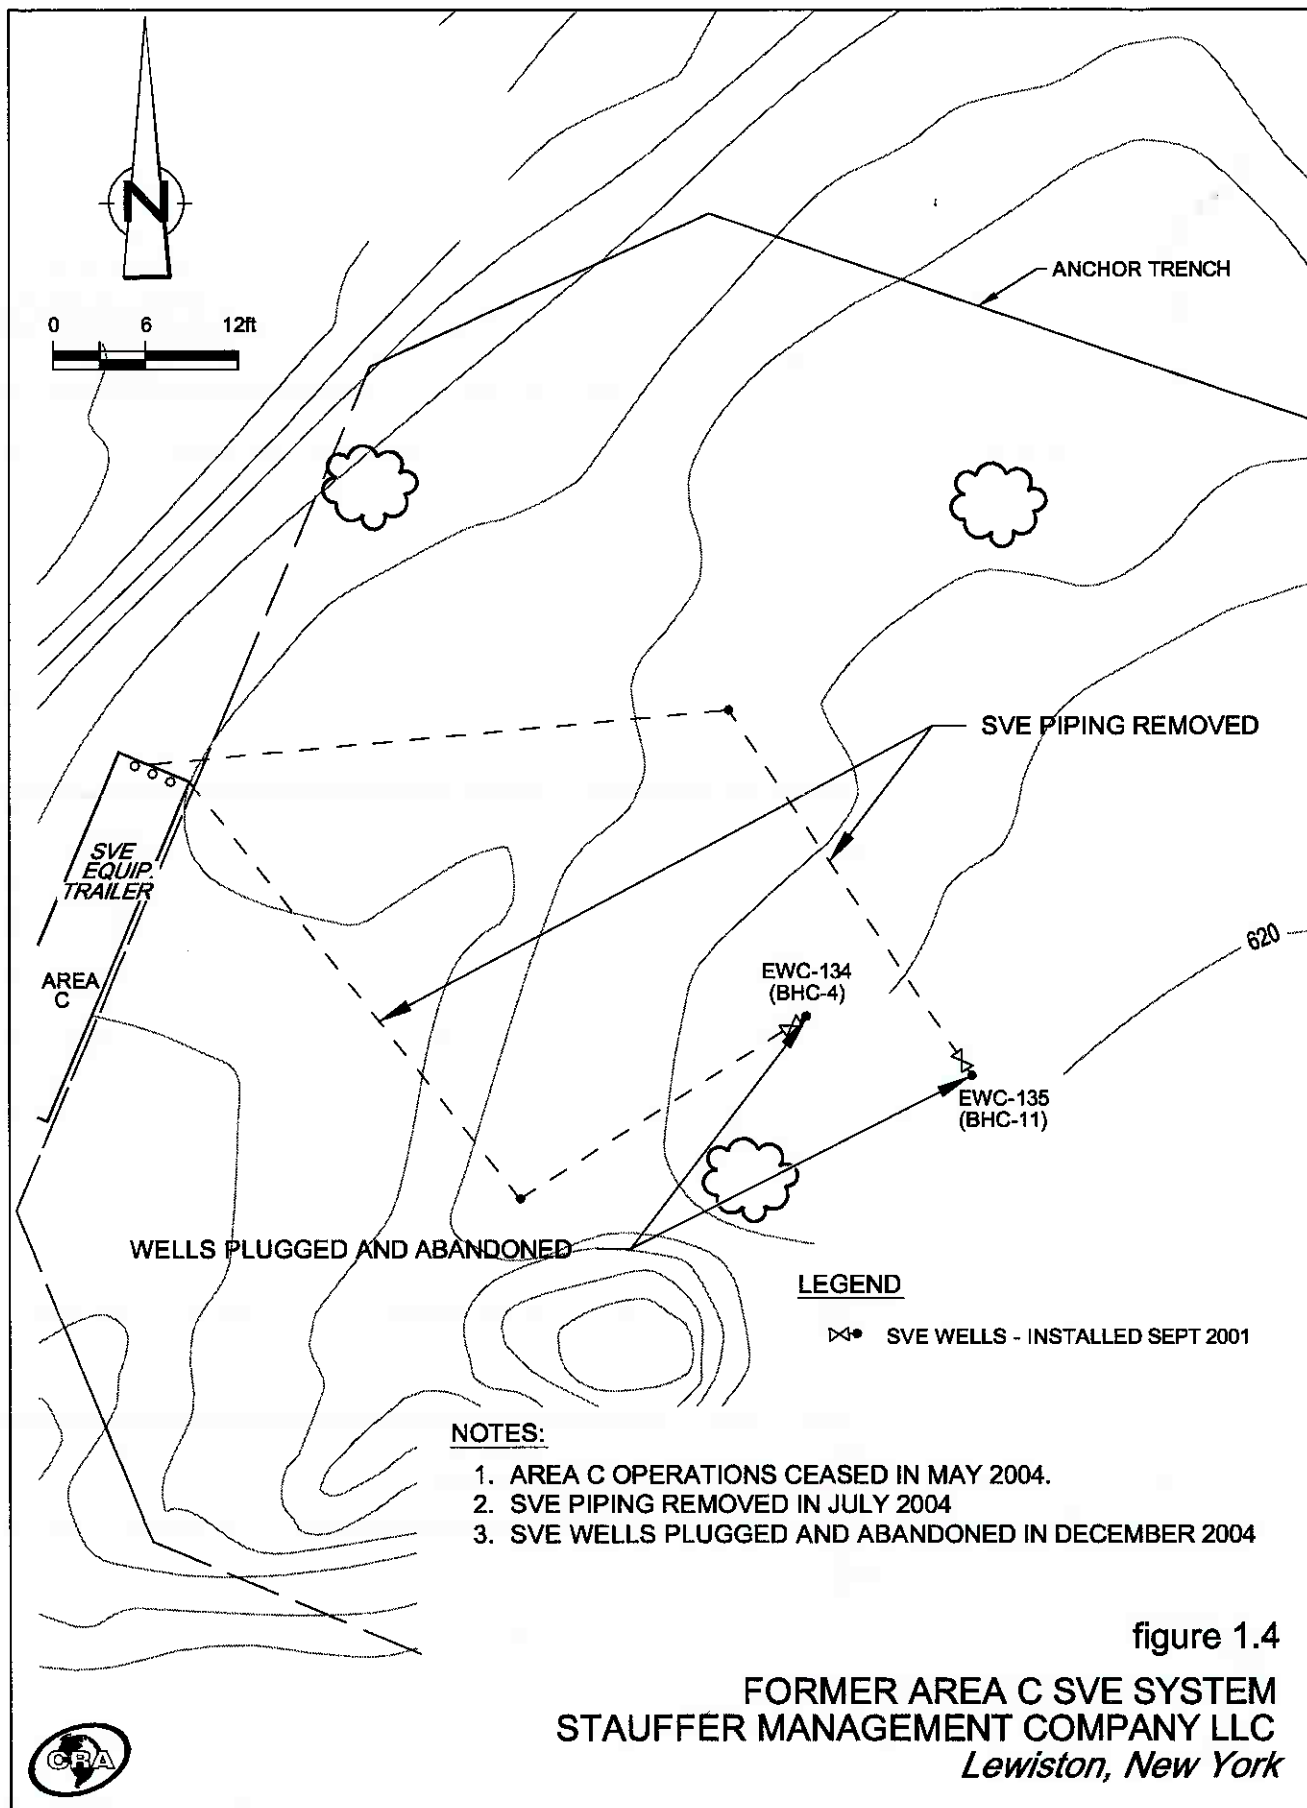 N
0 6 12ft
ANCHOR TRENCH
SVE PIPING REMOVED
SVE
EQUIP.
TRAILER
AREA
C
620
EWC-134
(BHC-4)
EWC-135
(BHC-11)
WELLS PLUGGED AND ABANDONED
LEGEND
SVE WELLS - INSTALLED SEPT 2001
NOTES:
1. AREA C OPERATIONS CEASED IN MAY 2004.
2. SVE PIPING REMOVED IN JULY 2004
3. SVE WELLS PLUGGED AND ABANDONED IN DECEMBER 2004
figure 1.4
FORMER AREA C SVE SYSTEM
STAUFFER MANAGEMENT COMPANY LLC
Lewiston, New York
CRA